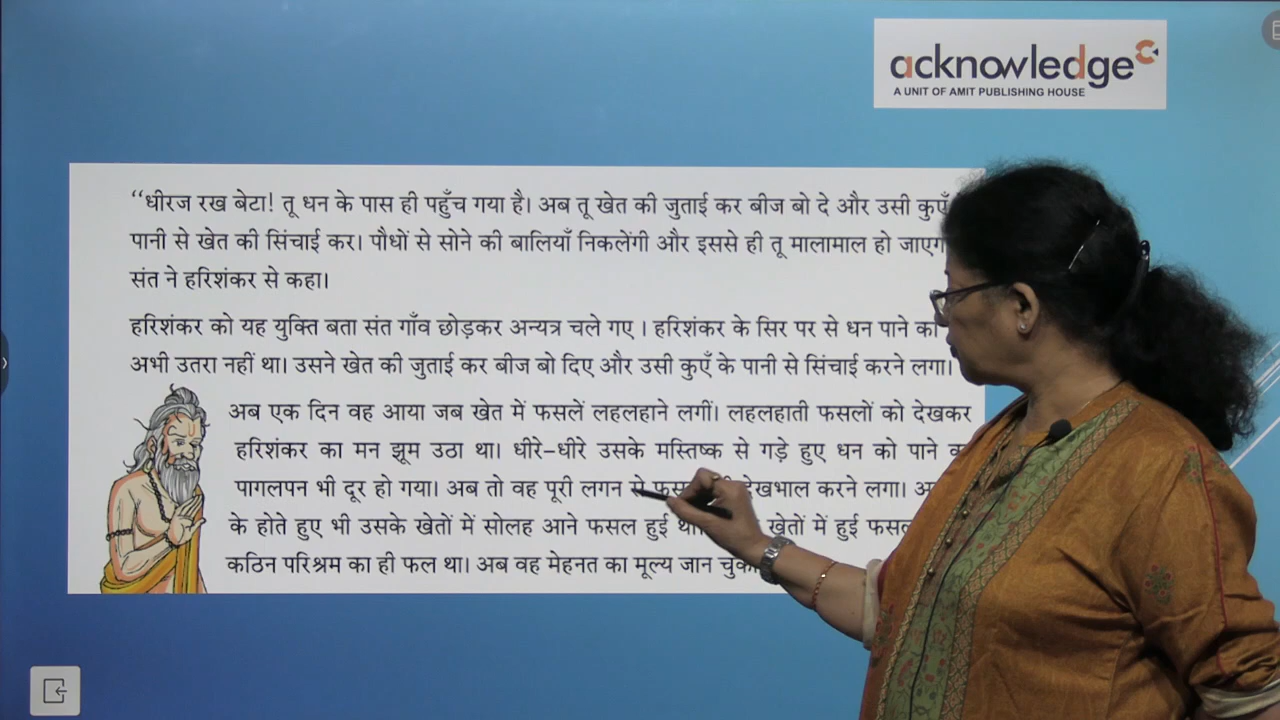 acknowledge
A UNIT OF AMIT PUBLISHING HOUSE
“धीरज रख बेटा! तू धन के पास ही पहुँच गया है। अब तू खेत की जुताई कर बीज बो दे और उसी कुएँ
पानी से खेत की सिंचाई कर। पौधों से सोने की बालियाँ निकलेंगी और इससे ही तू मालामाल हो
संत ने हरिशंकर से कहा।
हरिशंकर को यह युक्ति बता संत गाँव छोड़कर अन्यत्र चले गए । हरिशंकर के सिर पर से धन पाने का
अभी उतरा नहीं था। उसने खेत की जुताई कर बीज बो दिए और उसी कुएँ के पानी से सिंचाई करने लगा।
अब एक दिन वह आया जब खेत में फसलें लहलहाने लगीं। लहलहाती फसलों को देखकर
हरिशंकर का मन झूम उठा था। धीरे-धीरे उसके मस्तिष्क से गड़े हुए धन को पाने
पागलपन भी दूर हो गया। अब तो वह पूरी लगन देखभाल करने लगा।
के होते हुए भी उसके खेतों में सोलह आने फसल हुई खेतों में हुई
कठिन परिश्रम का ही फल था। अब वह मेहनत का मूल्य जान